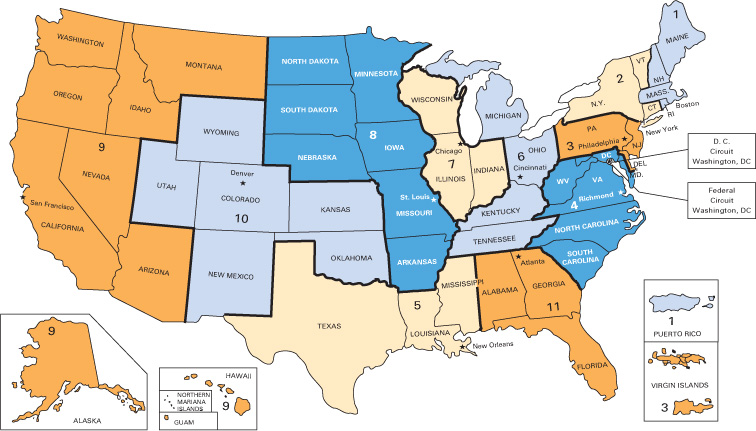 WASHINGTON
OREGON
IDAHO
MONTANA
9
NEVADA
San Francisco
CALIFORNIA
ARIZONA
WYOMING
UTAH
Denver
COLORADO
10
KANSAS
OKLAHOMA
NEW MEXICO
NORTH DAKOTA
MINNESOTA
SOUTH DAKOTA
8
IOWA
NEBRASKA
St. Louis
MISSOURI
ARKANSAS
WISCONSIN
Chicago
7
ILLINOIS
INDIANA
MICHIGAN
6
OHIO
Cincinnati
KENTUCKY
TENNESSEE
TEXAS
5
LOUISIANA
MISSISSIPPI
New Orleans
ALABAMA
Atlanta
GEORGIA
11
FLORIDA
1
MAINE
VT
NH
MASS.
Boston
RI
CT
2
N.Y.
New York
PA
3
Philadelphia
NJ
DEL
MD.
DC
WV
VA
4
Richmond
NORTH CAROLINA
SOUTH
CAROLINA
D. C.
Circuit
Washington, DC
Federal
Circuit
Washington, DC
9
ALASKA
HAWAII
NORTHERN
MARIANA
ISLANDS
9
GUAM
1
PUERTO RICO
VIRGIN ISLANDS
3